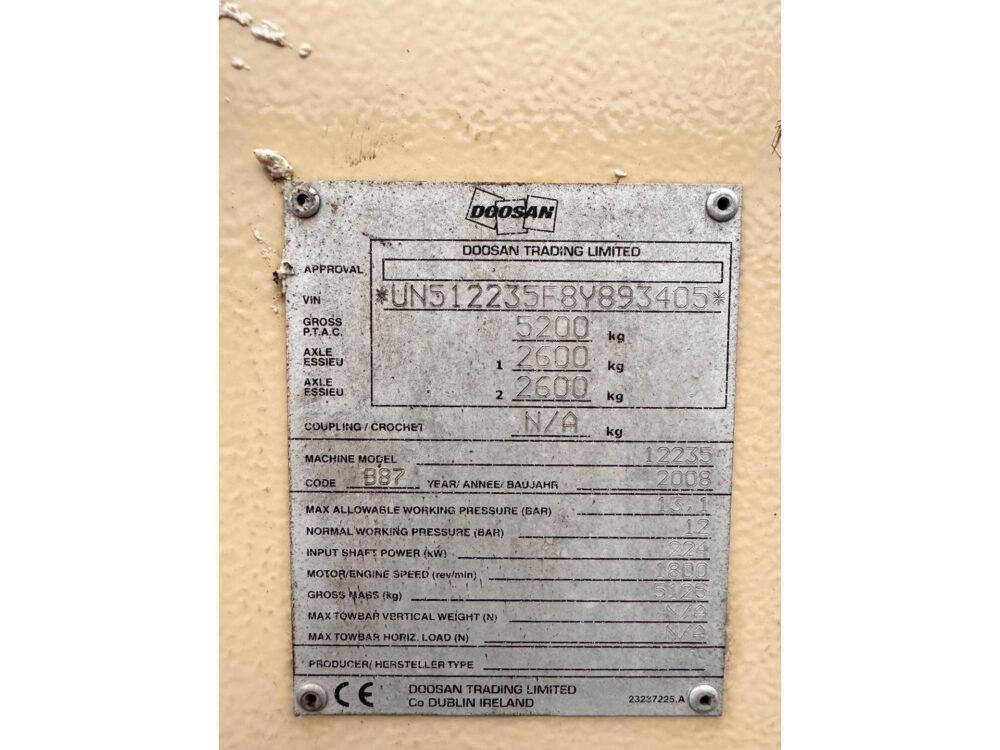 DOOSAN
DOOSAN TRADING LIMITED
APPROVAL
VIN *UN512235F8Y893405*
GROSS P.T.A.C. 5200 kg
AXLE ESSIEU 1 2600 kg
AXLE ESSIEU 2 2600 kg
COUPLING / CROCHET N/A kg
MACHINE MODEL 12235
CODE B87 YEAR/ ANNEE/ BAUJAHR 2008
MAX ALLOWABLE WORKING PRESSURE (BAR) 13.1
NORMAL WORKING PRESSURE (BAR) 12
INPUT SHAFT POWER (kW) 224
MOTOR/ENGINE SPEED (rev/min) 1800
GROSS MASS (kg)
MAX TOWBAR VERTICAL WEIGHT (N) N/A
MAX TOWBAR HORIZ. LOAD (N) N/A
PRODUCER/ HERSTELLER TYPE
CE DOOSAN TRADING LIMITED
Co DUBLIN IRELAND 23237225.A